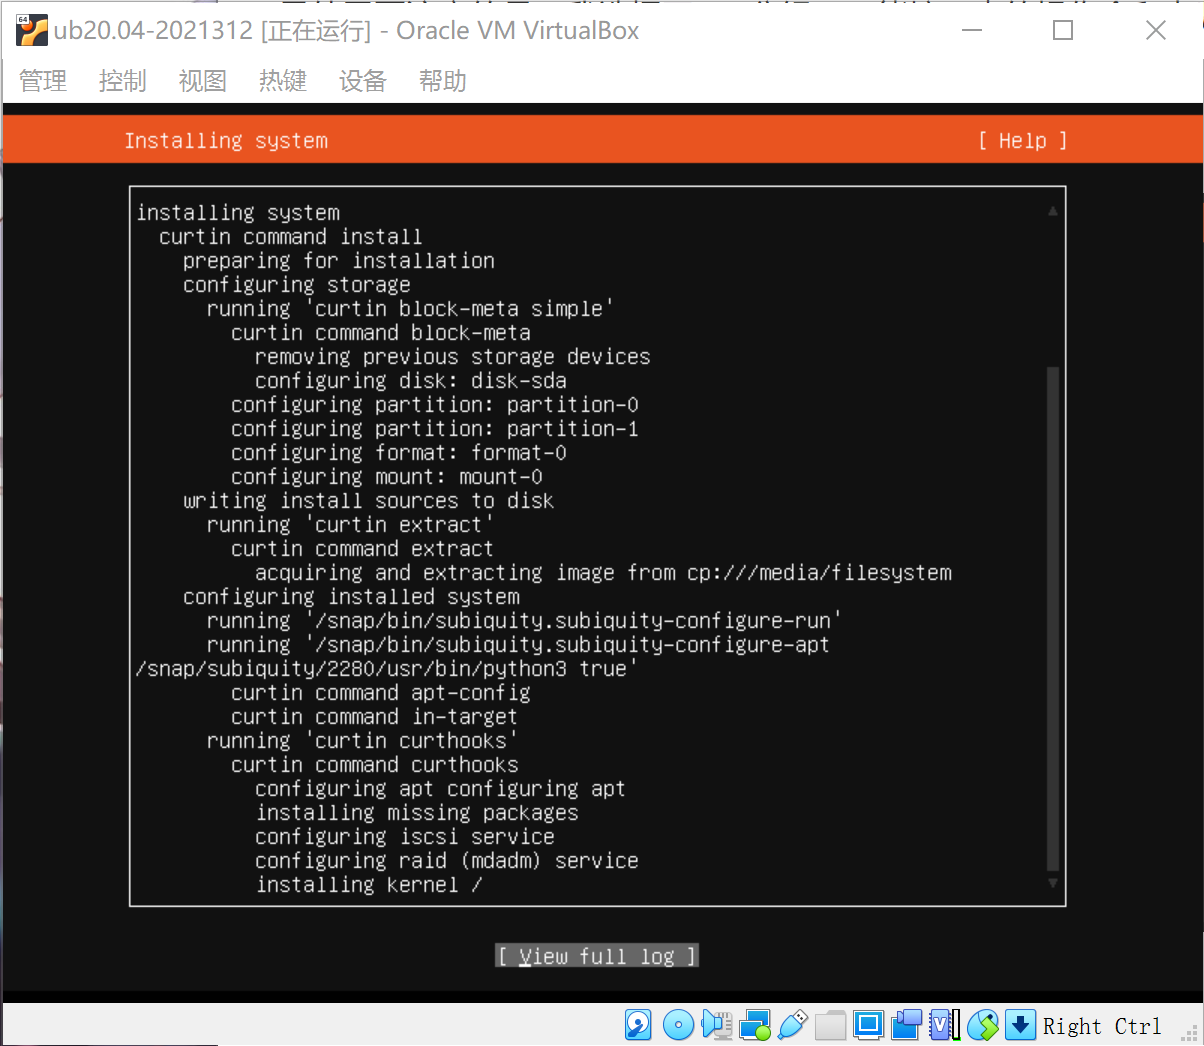 64
ub20.04-2021312 [正在运行] - Oracle VM VirtualBox
管理 控制 视图 热键 设备 帮助
Installing system [ Help ]
installing system
curtin command install
preparing for installation
configuring storage
running 'curtin block-meta simple'
curtin command block-meta
removing previous storage devices
configuring disk: disk-sda
configuring partition: partition-0
configuring partition: partition-1
configuring format: format-0
configuring mount: mount-0
writing install sources to disk
running 'curtin extract'
curtin command extract
acquiring and extracting image from cp:///media/filesystem
configuring installed system
running '/snap/bin/subiquity.subiquity-configure-run'
running '/snap/bin/subiquity.subiquity-configure-apt
/snap/subiquity/2280/usr/bin/python3 true'
curtin command apt-config
curtin command in-target
running 'curtin curthooks'
curtin command curthooks
configuring apt configuring apt
installing missing packages
configuring iscsi service
configuring raid (mdadm) service
installing kernel /
[ View full log ]
Right Ctrl